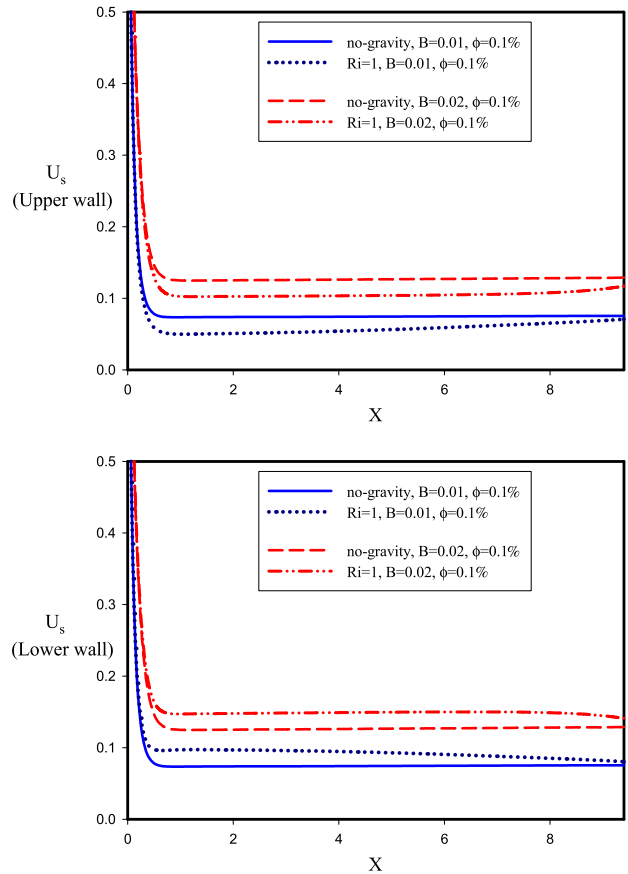 0.5
no-gravity, B=0.01, ϕ=0.1%
Ri=1, B=0.01, ϕ=0.1%
no-gravity, B=0.02, ϕ=0.1%
Ri=1, B=0.02, ϕ=0.1%
0.4
0.3
U_s
(Upper wall)
0.2
0.1
0.0
0 2 4 6 8
X
0.5
no-gravity, B=0.01, ϕ=0.1%
Ri=1, B=0.01, ϕ=0.1%
no-gravity, B=0.02, ϕ=0.1%
Ri=1, B=0.02, ϕ=0.1%
0.4
0.3
U_s
(Lower wall)
0.2
0.1
0.0
0 2 4 6 8
X